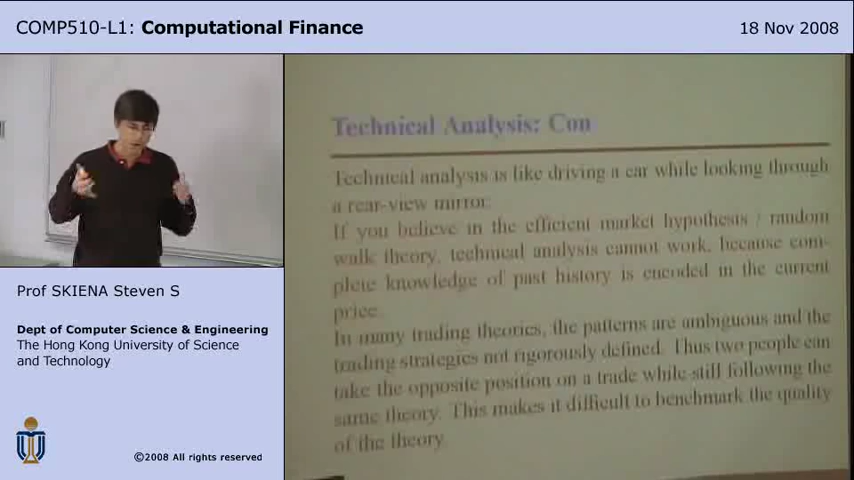 COMP510-L1: Computational Finance
18 Nov 2008
Technical Analysis: Con
Technical analysis is like driving a car while looking through
a rear-view mirror.
If you believe in the efficient market hypothesis / random
walk theory, technical analysis cannot work, because com-
plete knowledge of past history is encoded in the current
price.
In many trading theories, the patterns are ambiguous and the
trading strategies not rigorously defined. Thus two people can
take the opposite position on a trade while still following the
same theory. This makes it difficult to benchmark the quality
of the theory.
Prof SKIENA Steven S
Dept of Computer Science & Engineering
The Hong Kong University of Science
and Technology
©2008 All rights reserved